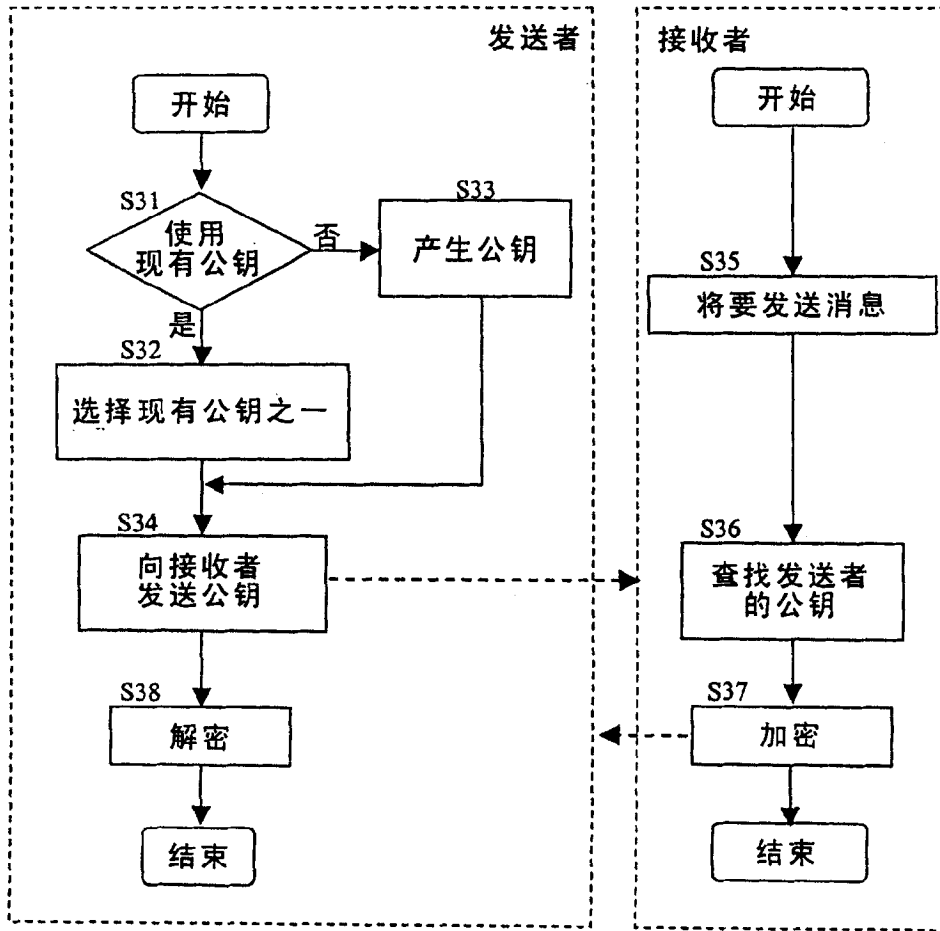 发送者
开始
S31
使用
现有公钥
否
是
S33
产生公钥
S32
选择现有公钥之一
S34
向接收者
发送公钥
S38
解密
结束
接收者
开始
S35
将要发送消息
S36
查找发送者
的公钥
S37
加密
结束